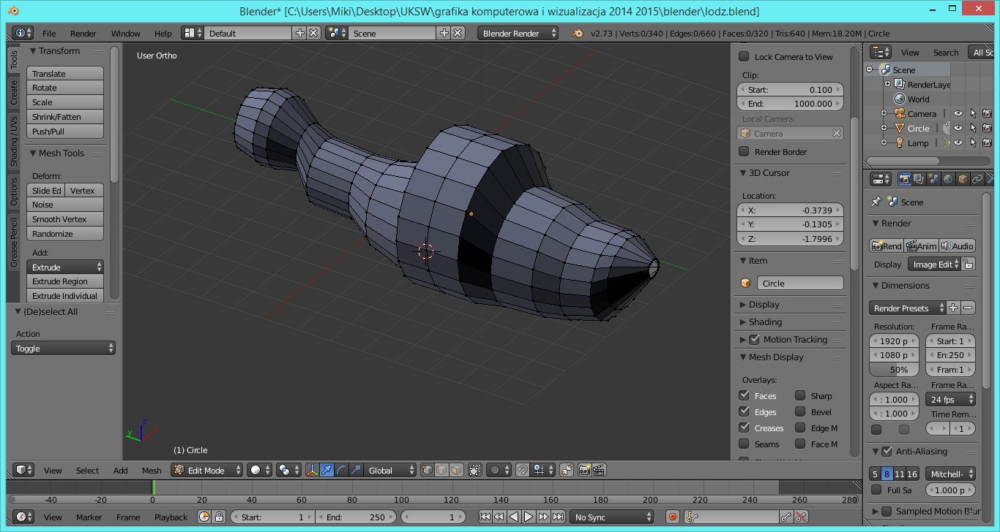 Blender* [C:\Users\Miki\Desktop\UKSW\grafika komputerowa i wizualizacja 2014 2015\blender\lodz.blend]
File Render Window Help Default Scene Blender Render v2.73 | Verts:0/340 | Edges:0/660 | Faces:0/320 | Tris:640 | Mem:18.20M | Circle
Tools
Create
Shading / UVs
Options
Grease Pencil
Transform
Translate
Rotate
Scale
Shrink/Fatten
Push/Pull
Mesh Tools
Deform:
Slide Ed Vertex
Noise
Smooth Vertex
Randomize
Add:
Extrude
Extrude Region
Extrude Individual
(De)select All
Action
Toggle
User Ortho
z
y
x
(1) Circle
Lock Camera to View
Clip:
Start: 0.100
End: 1000.000
Local Camera:
Camera
Render Border
3D Cursor
Location:
X: -0.3739
Y: -0.1305
Z: -1.7996
Item
Circle
Display
Shading
Motion Tracking
Mesh Display
Overlays:
Faces Sharp
Edges Bevel
Creases Edge M
Seams Face M
View Search All Sc
Scene
RenderLaye
World
Camera
Circle
Lamp
Scene
Render
Rend Anim Audio
Display Image Edit
Dimensions
Render Presets
Resolution: Frame Ra...
1920 p Start: 1
1080 p En:250
50% Fram:1
Aspect Ra... Frame Ra...
: 1.000 24 fps
: 1.000 Time Rem...
1
Anti-Aliasing
5 8 11 16 Mitchell-
Full Sa 1.000 p
Sampled Motion Blur
View Select Add Mesh Edit Mode Global
-40 -20 0 20 40 60 80 100 120 140 160 180 200 220 240 260 280
View Marker Frame Playback Start: 1 End: 250 1 No Sync